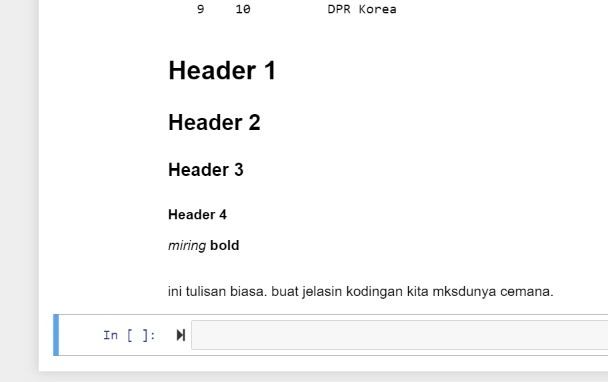 9 10 DPR Korea
Header 1
Header 2
Header 3
Header 4
miring bold
ini tulisan biasa. buat jelasin kodingan kita mksdunya cemana.
In [ ]: